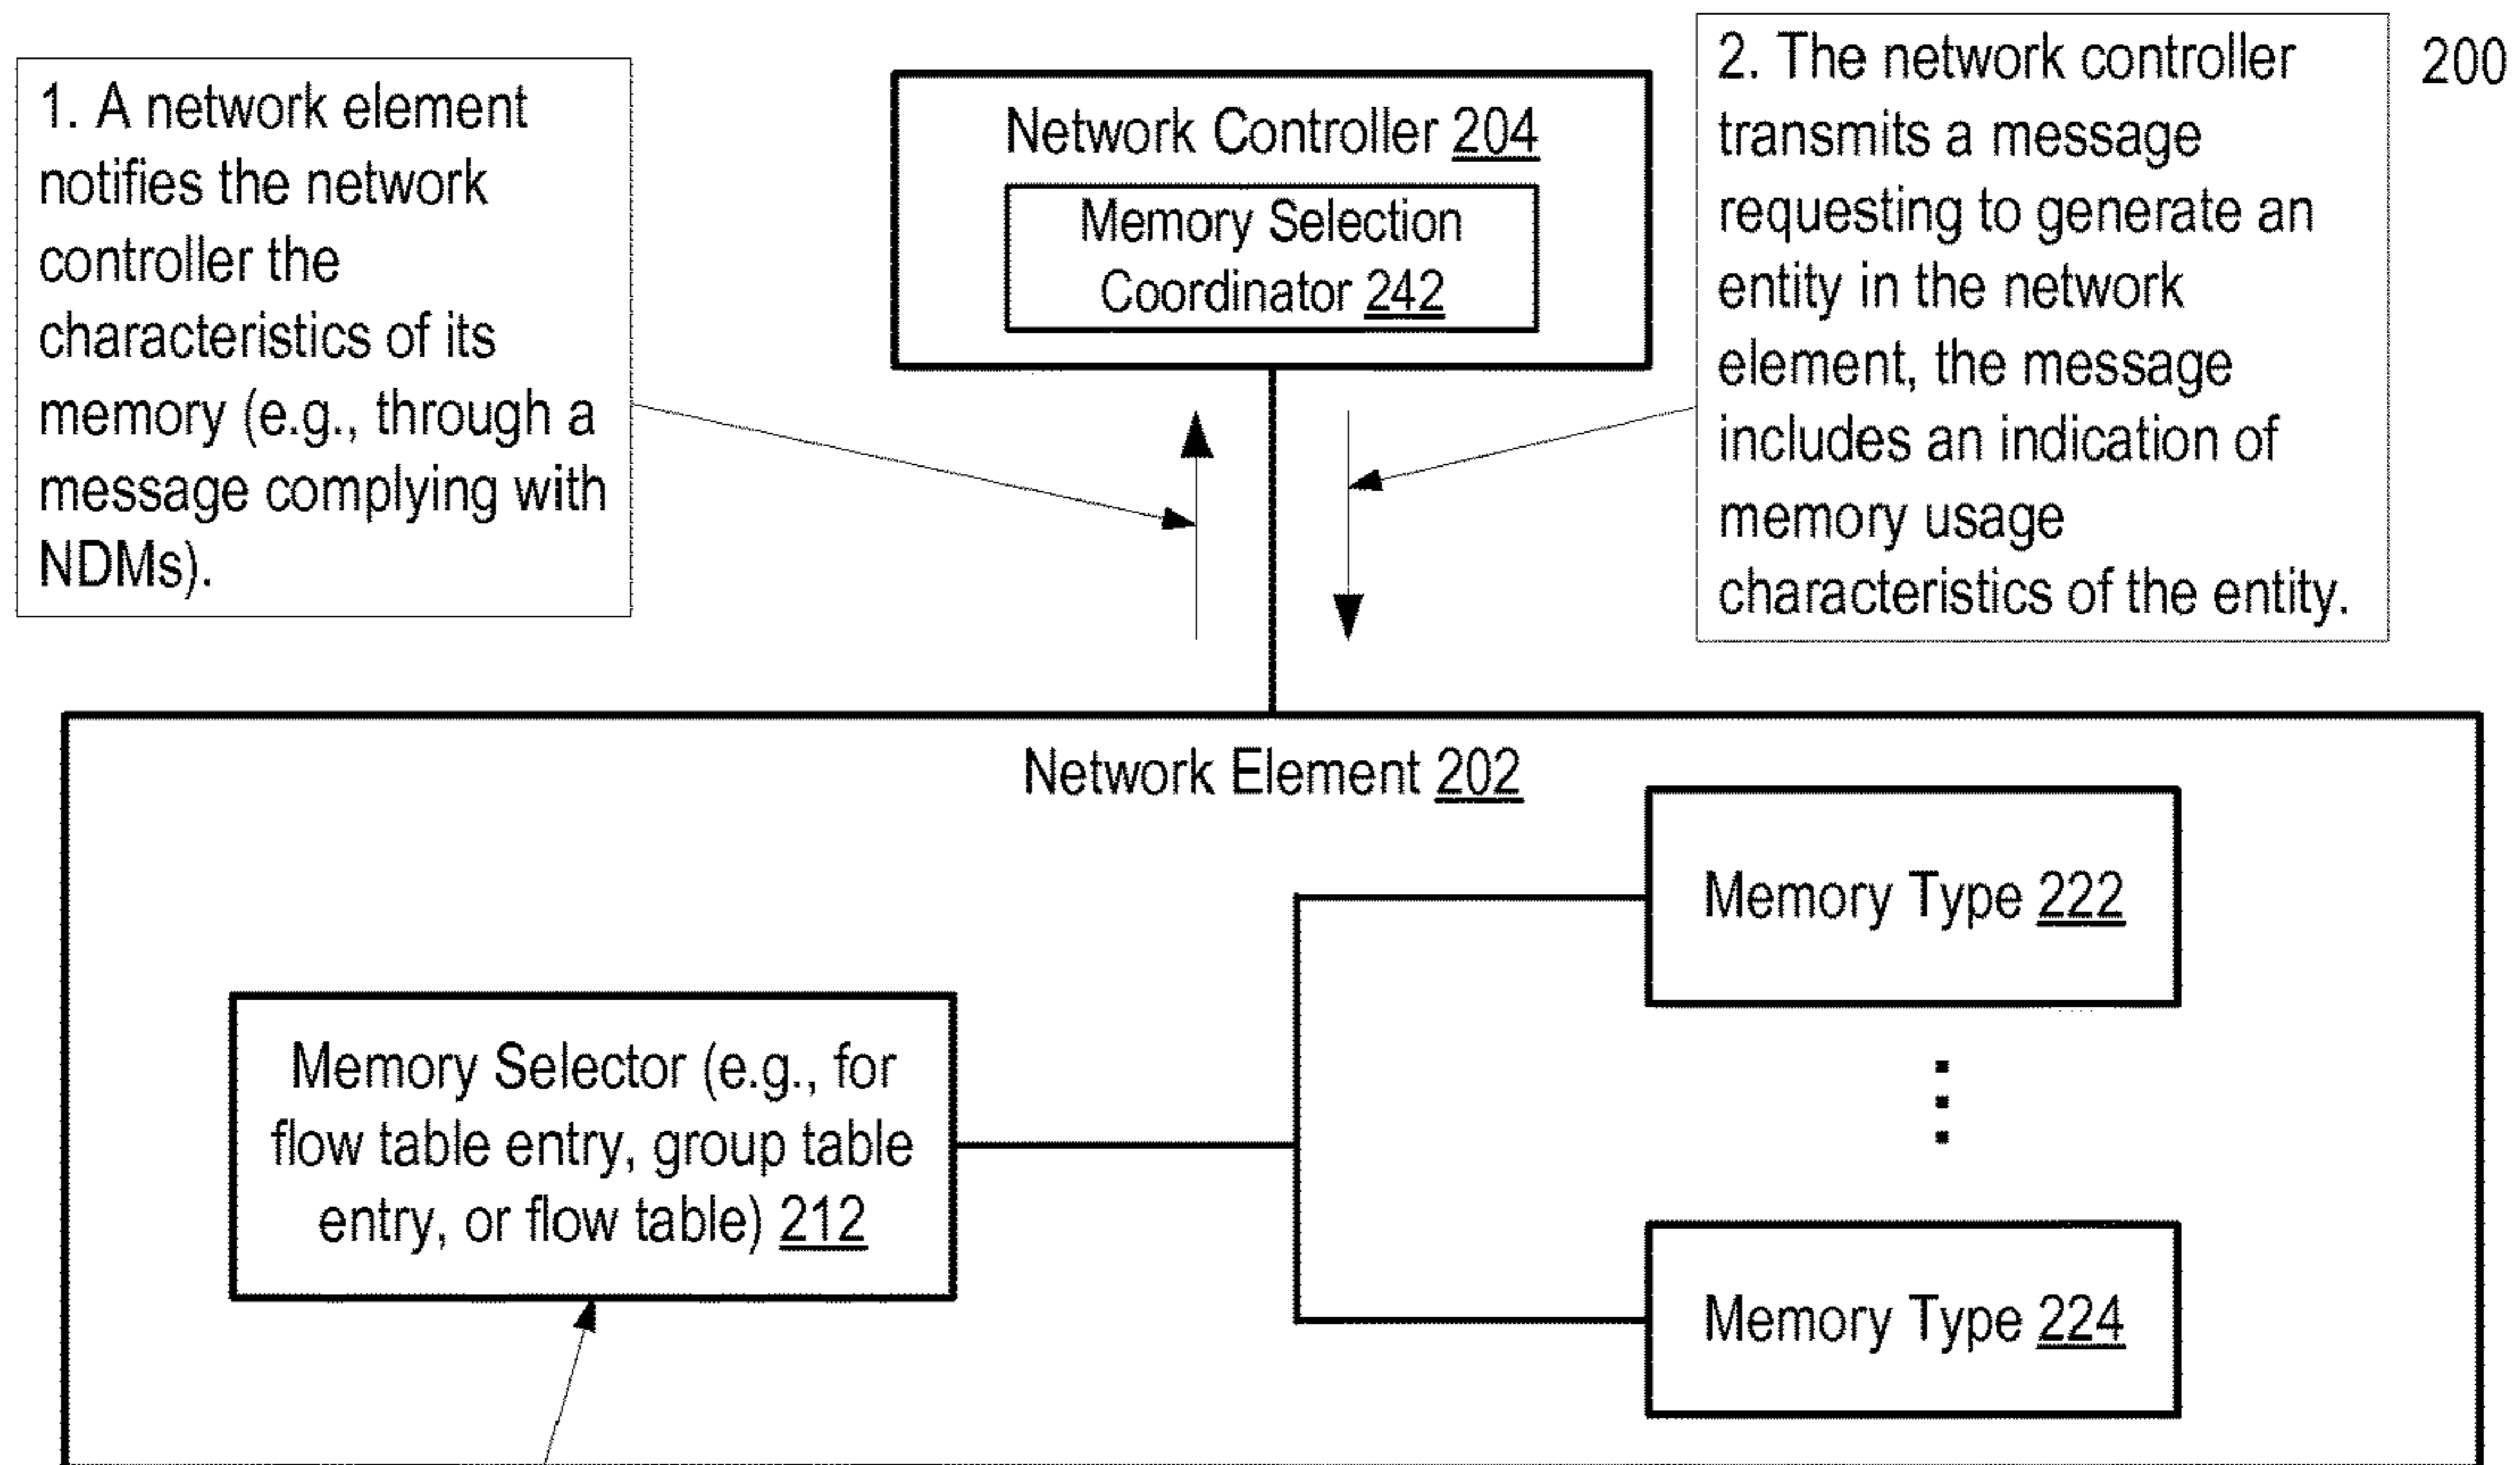 1. A network element
notifies the network
controller the
characteristics of its
memory (e.g., through a
message complying with
NDMs).
Network Controller 204
Memory Selection
Coordinator 242
2. The network controller
transmits a message
requesting to generate an
entity in the network
element, the message
includes an indication of
memory usage
characteristics of the entity.
200
Network Element 202
Memory Type 222
Memory Selector (e.g., for
flow table entry, group table
entry, or flow table) 212
Memory Type 224